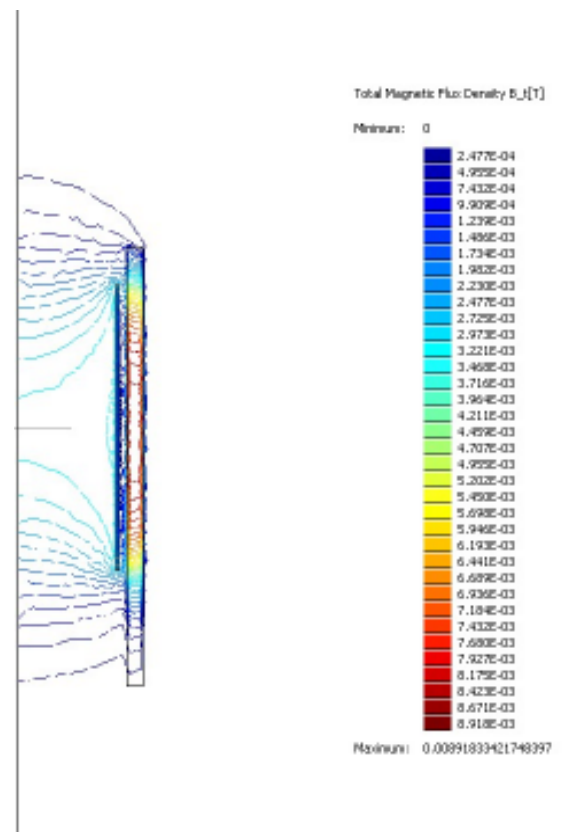 Total Magnetic Flux Density B_t[T]
Minimum: 0
2.477E-04
4.955E-04
7.432E-04
9.909E-04
1.239E-03
1.486E-03
1.734E-03
1.982E-03
2.230E-03
2.477E-03
2.725E-03
2.973E-03
3.221E-03
3.468E-03
3.716E-03
3.964E-03
4.211E-03
4.459E-03
4.707E-03
4.955E-03
5.202E-03
5.450E-03
5.698E-03
5.946E-03
6.193E-03
6.441E-03
6.689E-03
6.936E-03
7.184E-03
7.432E-03
7.680E-03
7.927E-03
8.175E-03
8.423E-03
8.671E-03
8.918E-03
Maximum: 0.00891833421748397